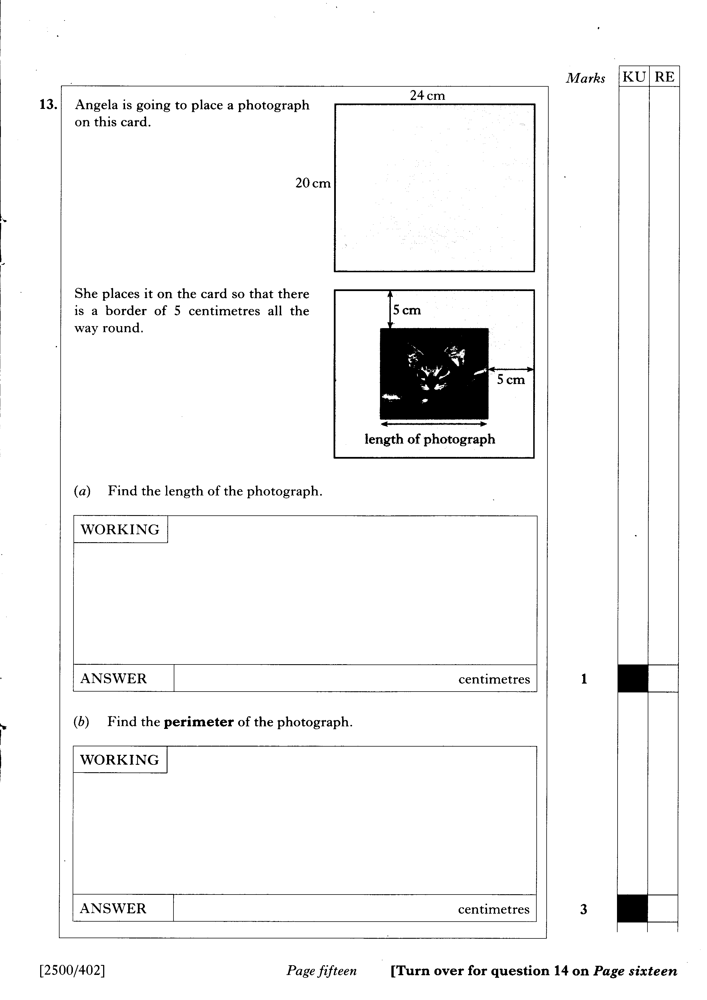 Marks KU RE
13. Angela is going to place a photograph
on this card.
24 cm
20 cm
She places it on the card so that there
is a border of 5 centimetres all the
way round.
5 cm
5 cm
length of photograph
(a) Find the length of the photograph.
WORKING
ANSWER centimetres 1
(b) Find the perimeter of the photograph.
WORKING
ANSWER centimetres 3
[2500/402] Page fifteen [Turn over for question 14 on Page sixteen